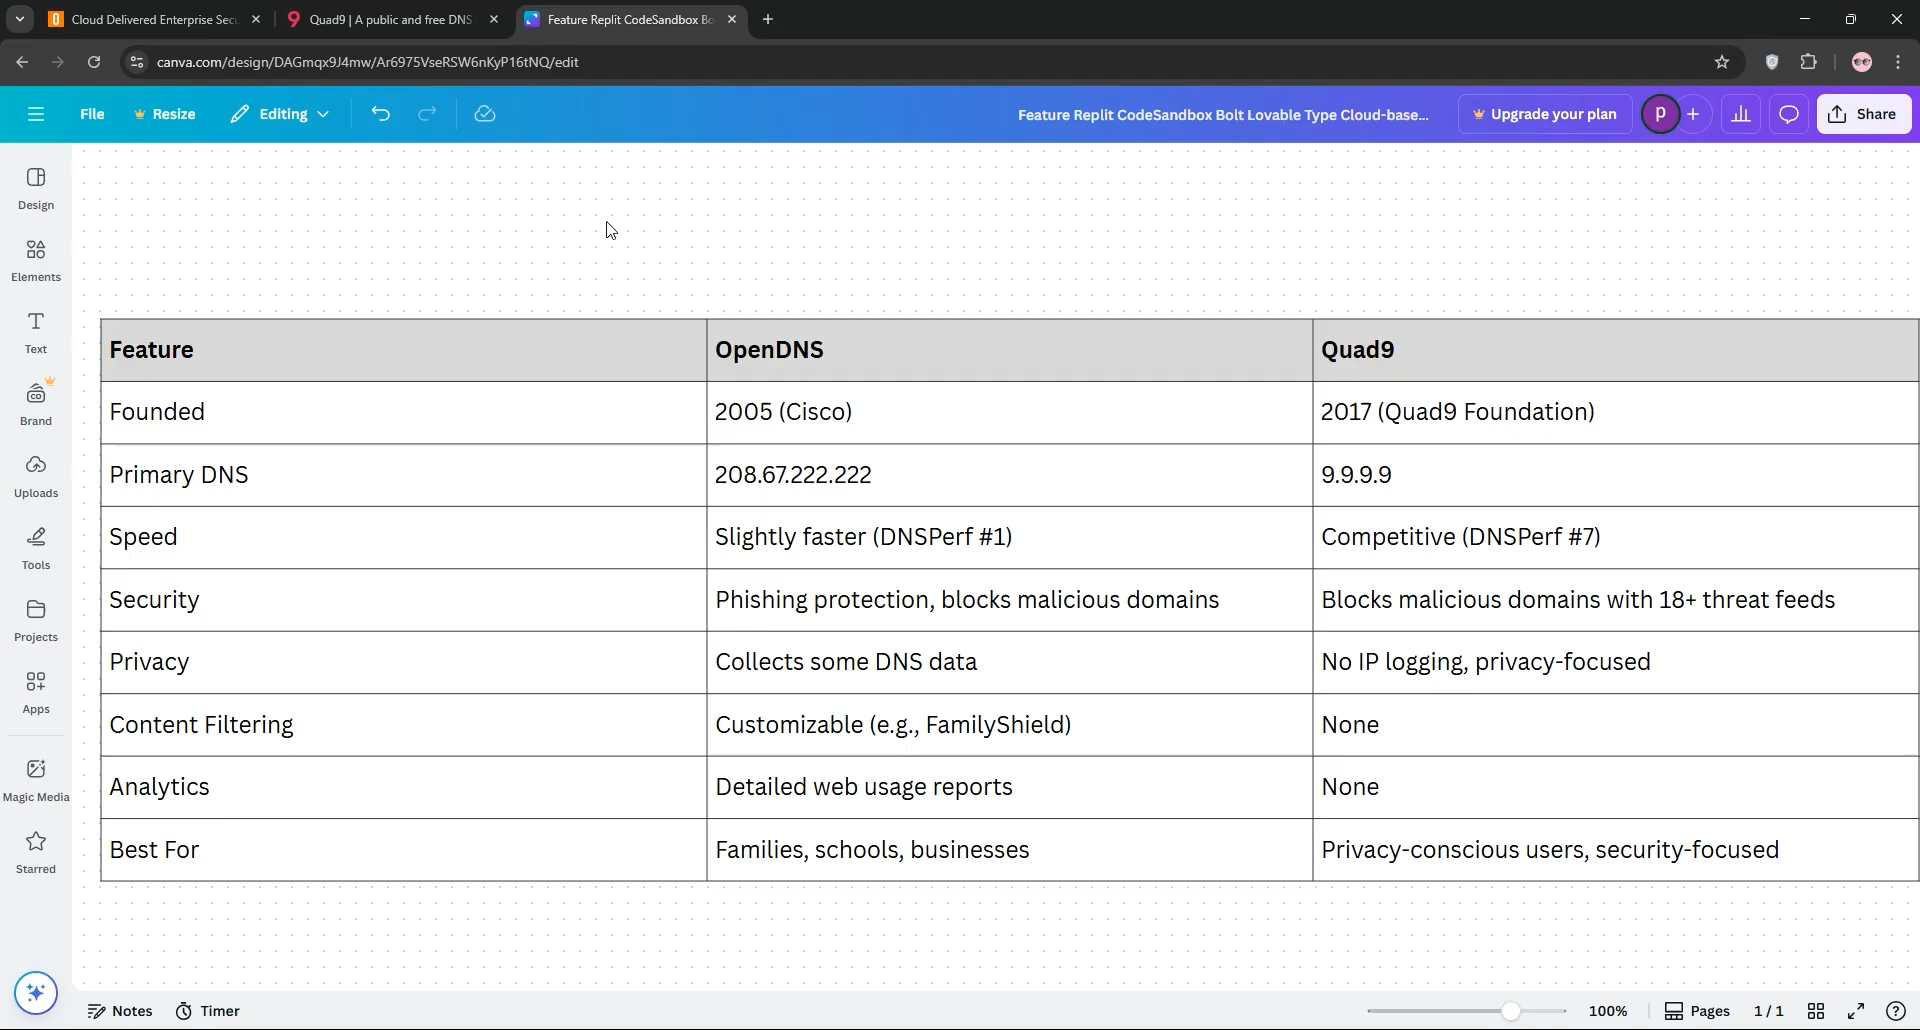 Cloud Delivered Enterprise Secu
Quad9 | A public and free DNS
Feature Replit CodeSandbox Bo
canva.com/design/DAGmqx9J4mw/Ar6975VseRSW6nKyP16tNQ/edit
File
Resize
Editing
Feature Replit CodeSandbox Bolt Lovable Type Cloud-base...
Upgrade your plan
P
Share
Design
Elements
Text
Brand
Uploads
Tools
Projects
Apps
Magic Media
Starred
Feature OpenDNS Quad9
Founded 2005 (Cisco) 2017 (Quad9 Foundation)
Primary DNS 208.67.222.222 9.9.9.9
Speed Slightly faster (DNSPerf #1) Competitive (DNSPerf #7)
Security Phishing protection, blocks malicious domains Blocks malicious domains with 18+ threat feeds
Privacy Collects some DNS data No IP logging, privacy-focused
Content Filtering Customizable (e.g., FamilyShield) None
Analytics Detailed web usage reports None
Best For Families, schools, businesses Privacy-conscious users, security-focused
Notes
Timer
100%
Pages
1 / 1